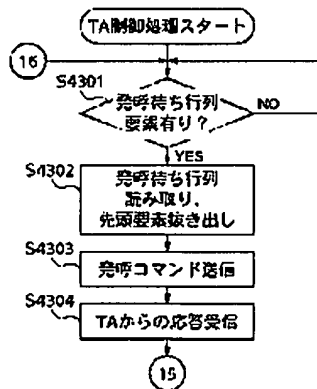 TA制御処理スタート
16
S4301
発呼待ち行列
要素有り？
NO
YES
S4302
発呼待ち行列
読み取り,
先頭要素抜き出し
S4303
発呼コマンド送信
S4304
TAからの応答受信
15